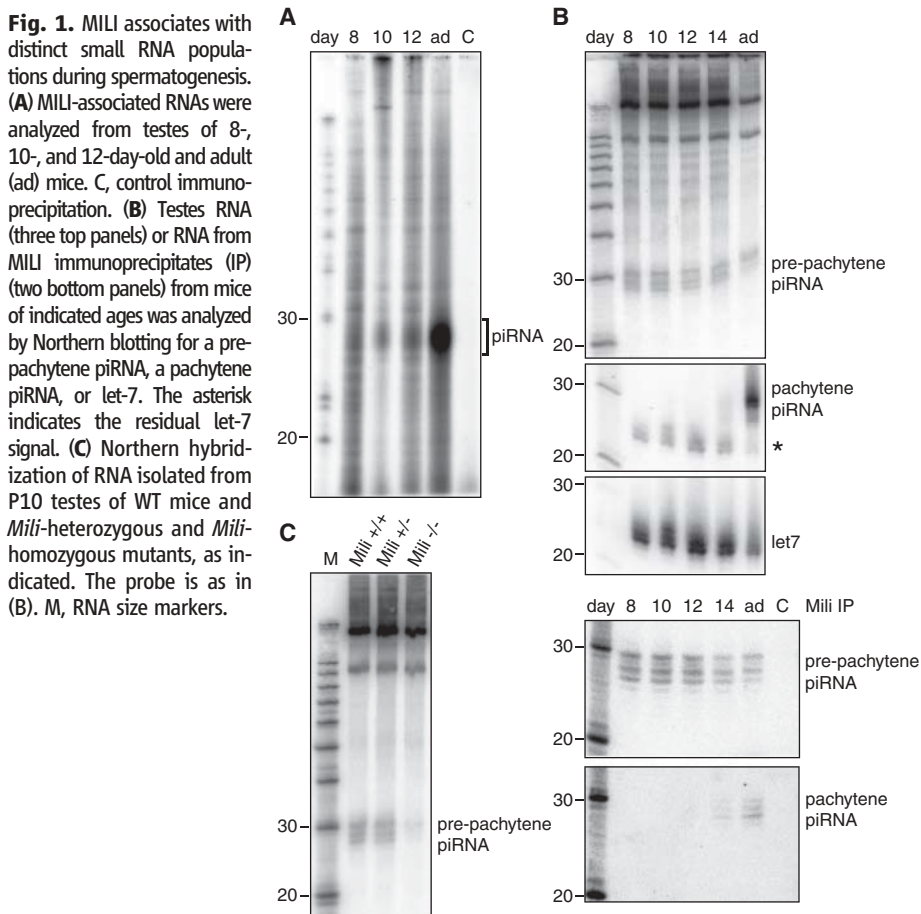 Fig. 1. MILI associates with
distinct small RNA popula-
tions during spermatogenesis.
(A) MILI-associated RNAs were
analyzed from testes of 8-,
10-, and 12-day-old and adult
(ad) mice. C, control immuno-
precipitation. (B) Testes RNA
(three top panels) or RNA from
MILI immunoprecipitates (IP)
(two bottom panels) from mice
of indicated ages was analyzed
by Northern blotting for a pre-
pachytene piRNA, a pachytene
piRNA, or let-7. The asterisk
indicates the residual let-7
signal. (C) Northern hybrid-
ization of RNA isolated from
P10 testes of WT mice and
Mili-heterozygous and Mili-
homozygous mutants, as in-
dicated. The probe is as in
(B). M, RNA size markers.
A
day 8 10 12 ad C
30
piRNA
20
B
day 8 10 12 14 ad
30
pre-pachytene
piRNA
20
30
pachytene
piRNA
*
20
30
let7
20
day 8 10 12 14 ad C Mili IP
30
pre-pachytene
piRNA
20
30
pachytene
piRNA
20
C
M Mili +/+ Mili +/- Mili -/-
30
pre-pachytene
piRNA
20